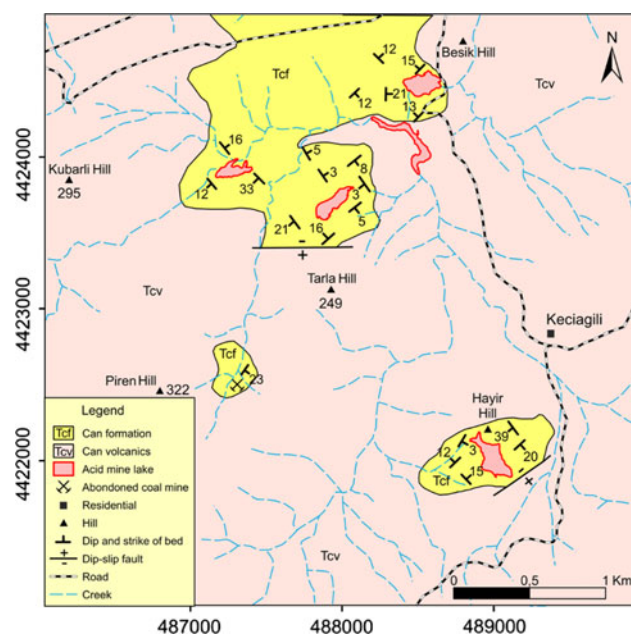 12
15
Besik Hill
N
Tcf
12
21
13
Tcv
4424000
16
5
8
3
Kubarli Hill
295
12
33
3
5
21
16
-
+
Tcv
Tarla Hill
249
4423000
Keciagili
Tcf
23
Piren Hill
322
Hayir
Hill
39
12
3
20
15
Tcf
-
+
4422000
Legend
Tcf Can formation
Tcv Can volcanics
Acid mine lake
Abondoned coal mine
Residential
Hill
Dip and strike of bed
+
-
Dip-slip fault
Road
Creek
Tcv
0 0,5 1 Km
487000 488000 489000